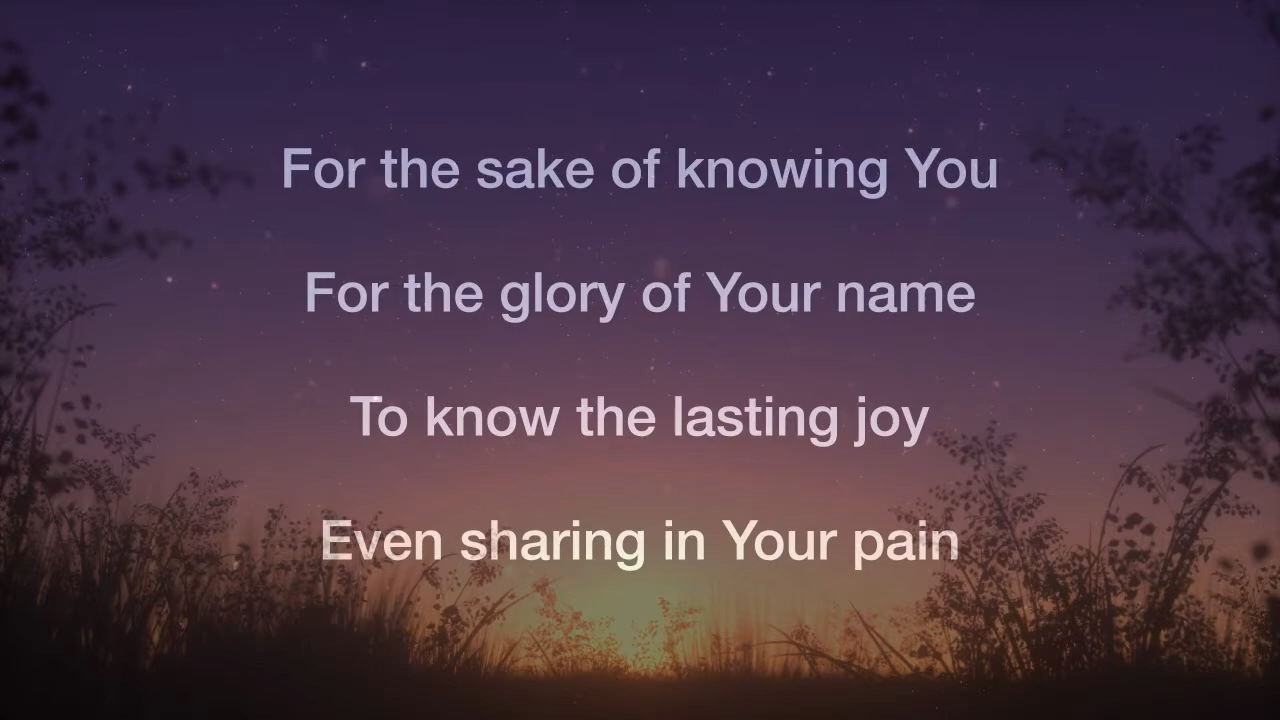 For the sake of knowing You
For the glory of Your name
To know the lasting joy
Even sharing in Your pain